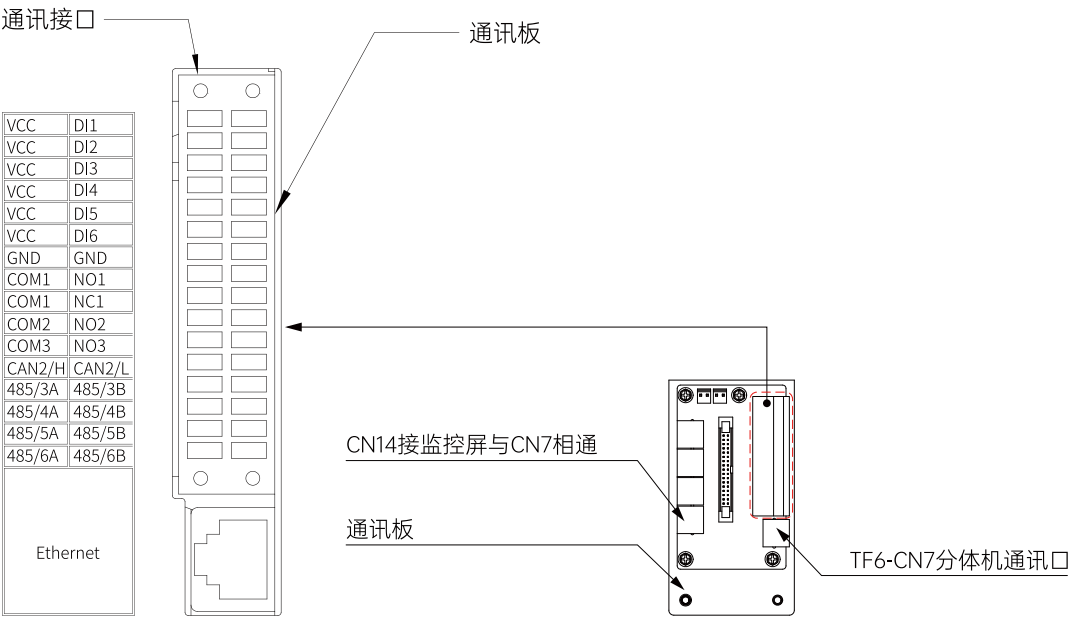 通讯接口
通讯板
VCC DI1
VCC DI2
VCC DI3
VCC DI4
VCC DI5
VCC DI6
GND GND
COM1 NO1
COM1 NC1
COM2 NO2
COM3 NO3
CAN2/H CAN2/L
485/3A 485/3B
485/4A 485/4B
485/5A 485/5B
485/6A 485/6B
Ethernet
CN14接监控屏与CN7相通
通讯板
TF6-CN7分体机通讯口